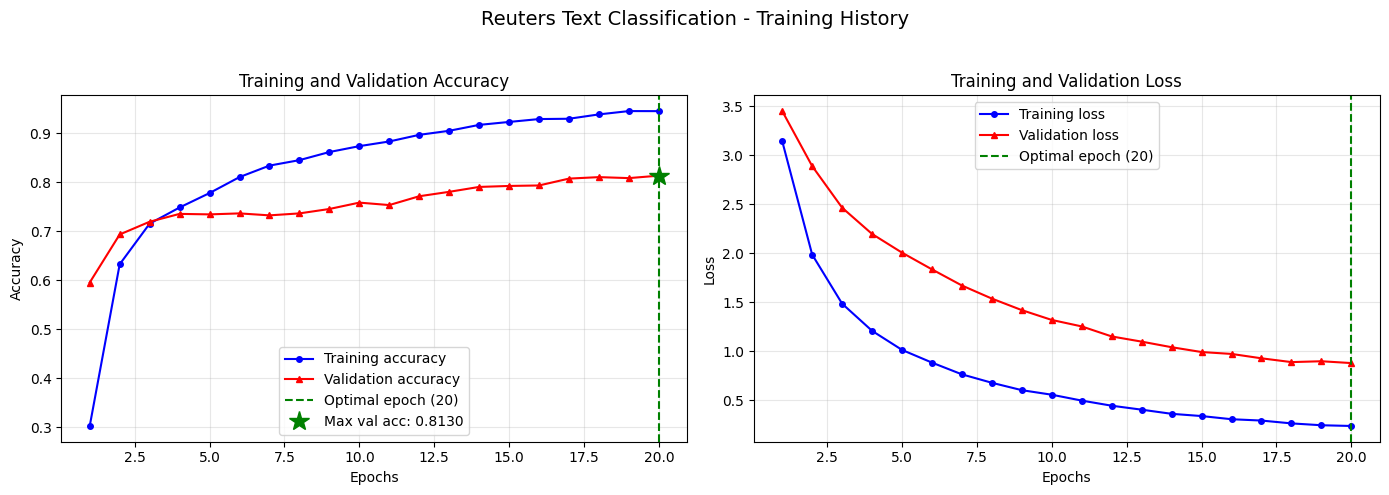 Reuters Text Classification - Training History
Training and Validation Accuracy
Accuracy
0.9
0.8
0.7
0.6
0.5
0.4
0.3
Training accuracy
Validation accuracy
Optimal epoch (20)
Max val acc: 0.8130
2.5 5.0 7.5 10.0 12.5 15.0 17.5 20.0
Epochs
Training and Validation Loss
Loss
3.5
3.0
2.5
2.0
1.5
1.0
0.5
Training loss
Validation loss
Optimal epoch (20)
2.5 5.0 7.5 10.0 12.5 15.0 17.5 20.0
Epochs